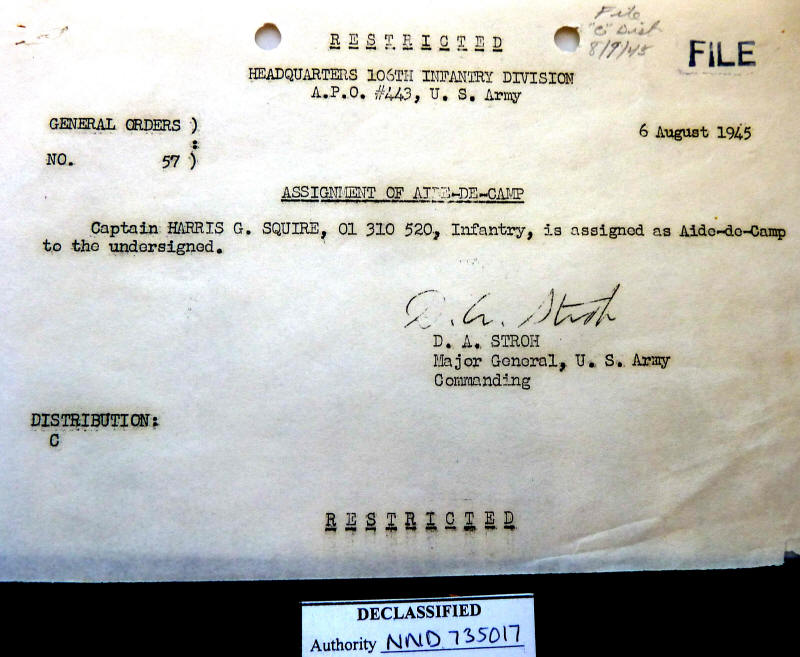 File
"C" Dist
8/9/45
FILE
R E S T R I C T E D
HEADQUARTERS 106TH INFANTRY DIVISION
A.P.O. #443, U. S. Army
GENERAL ORDERS )
:
NO. 57 )
6 August 1945
ASSIGNMENT OF AIDE-DE-CAMP
Captain HARRIS G. SQUIRE, 01 310 520, Infantry, is assigned as Aide-de-Camp
to the undersigned.
D. A. Stroh
D. A. STROH
Major General, U. S. Army
Commanding
DISTRIBUTION:
C
R E S T R I C T E D
DECLASSIFIED
Authority NND 735017